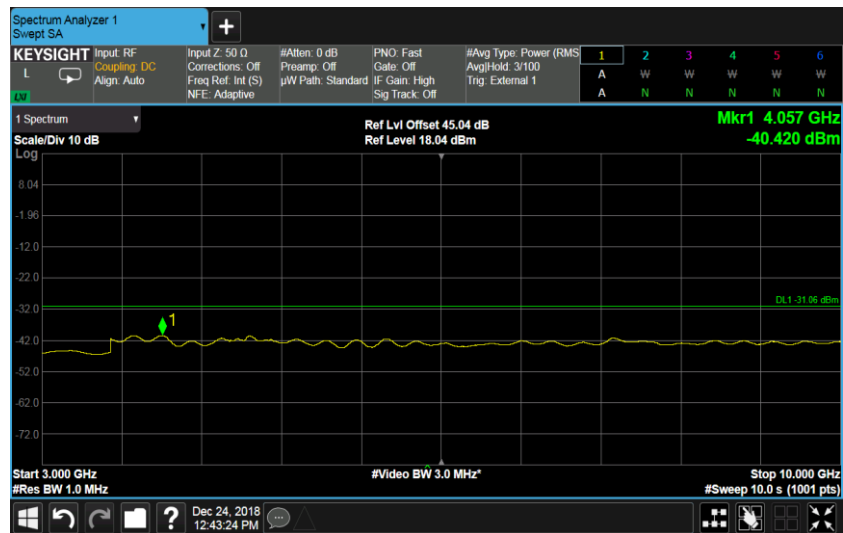 Spectrum Analyzer 1
Swept SA
+
KEYSIGHT
L
LXI
Input: RF
Coupling: DC
Align: Auto
Input Z: 50 Ω
Corrections: Off
Freq Ref: Int (S)
NFE: Adaptive
#Atten: 0 dB
Preamp: Off
µW Path: Standard
PNO: Fast
Gate: Off
IF Gain: High
Sig Track: Off
#Avg Type: Power (RMS
Avg|Hold: 3/100
Trig: External 1
1 2 3 4 5 6
A W W W W W
A N N N N N
1 Spectrum
Scale/Div 10 dB
Ref Lvl Offset 45.04 dB
Ref Level 18.04 dBm
Mkr1 4.057 GHz
-40.420 dBm
Log
8.04
-1.96
-12.0
-22.0
DL1 -31.06 dBm
-32.0
1
-42.0
-52.0
-62.0
-72.0
Start 3.000 GHz
#Res BW 1.0 MHz
#Video BW 3.0 MHz*
Stop 10.000 GHz
#Sweep 10.0 s (1001 pts)
?
Dec 24, 2018
12:43:24 PM